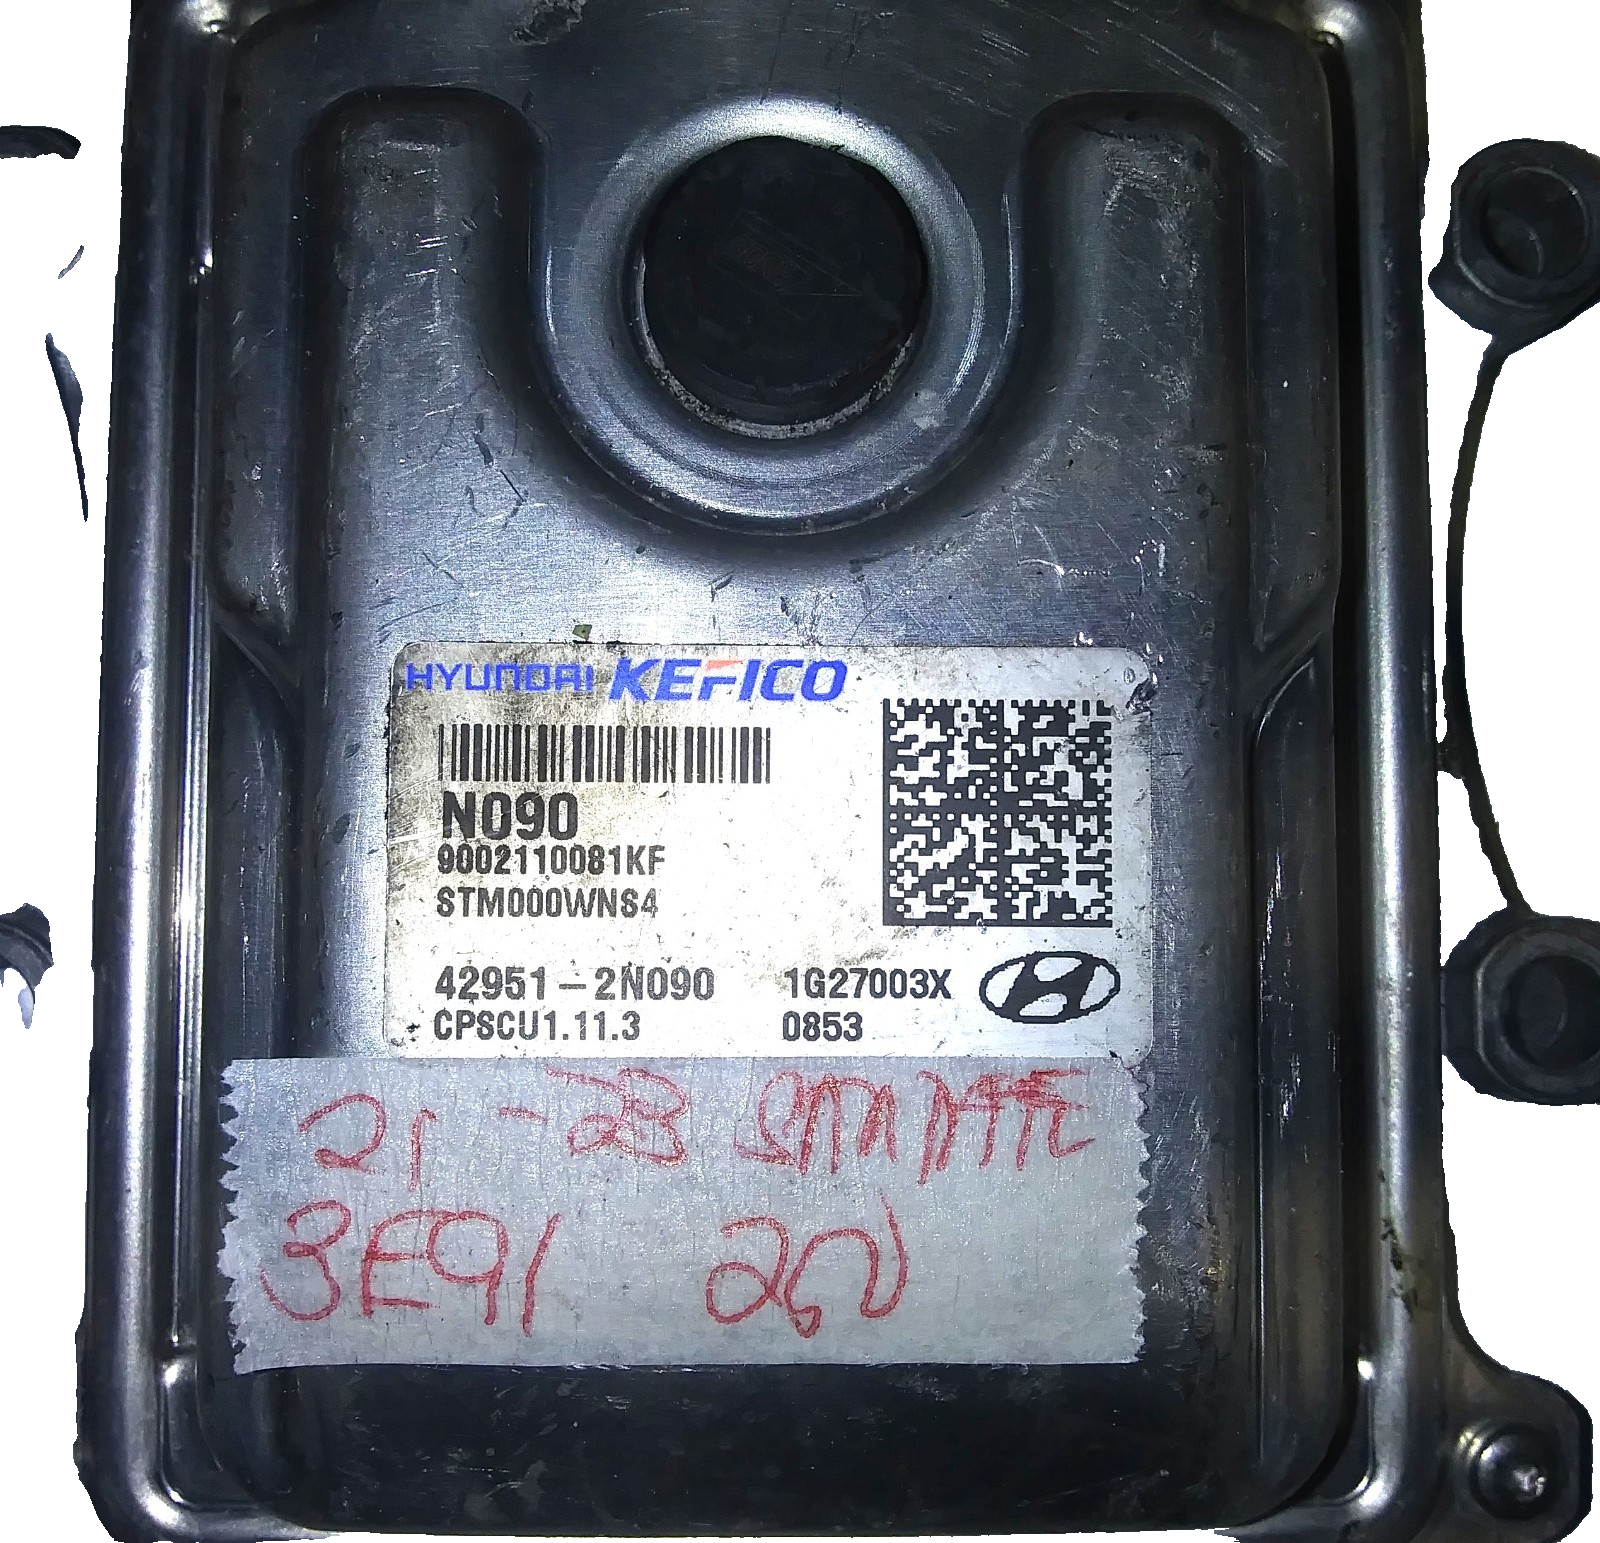 HYUNDAI KEFICO
N090
9002110081KF
STM000WNS4
42951-2N090 1G27003X
CPSCU1.11.3 0853
21-23
3E91